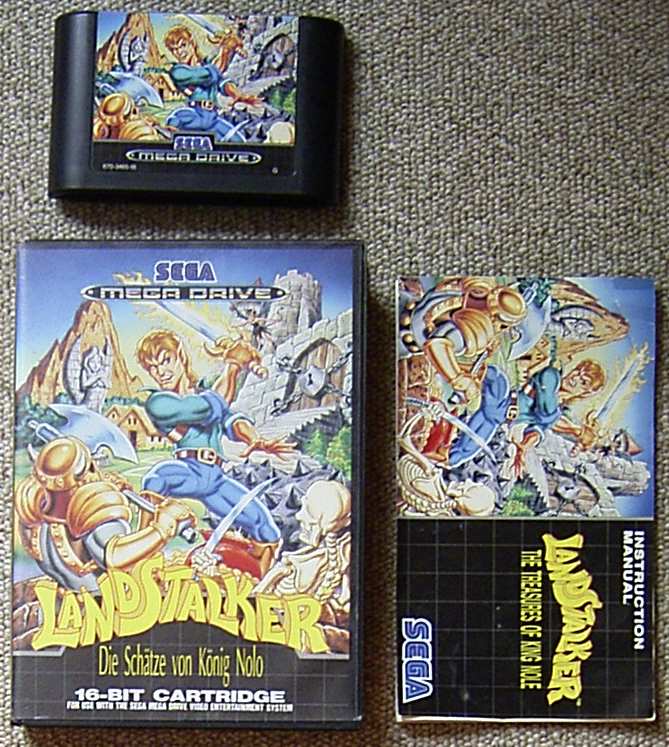 SEGA
MEGA DRIVE
SEGA
MEGA DRIVE
LANDSTALKER
Die Schätze von König Nolo
16-BIT CARTRIDGE
FOR USE WITH THE SEGA MEGA DRIVE VIDEO ENTERTAINMENT SYSTEM
INSTRUCTION
MANUAL
LANDSTALKER™
THE TREASURES OF KING NOLE
SEGA